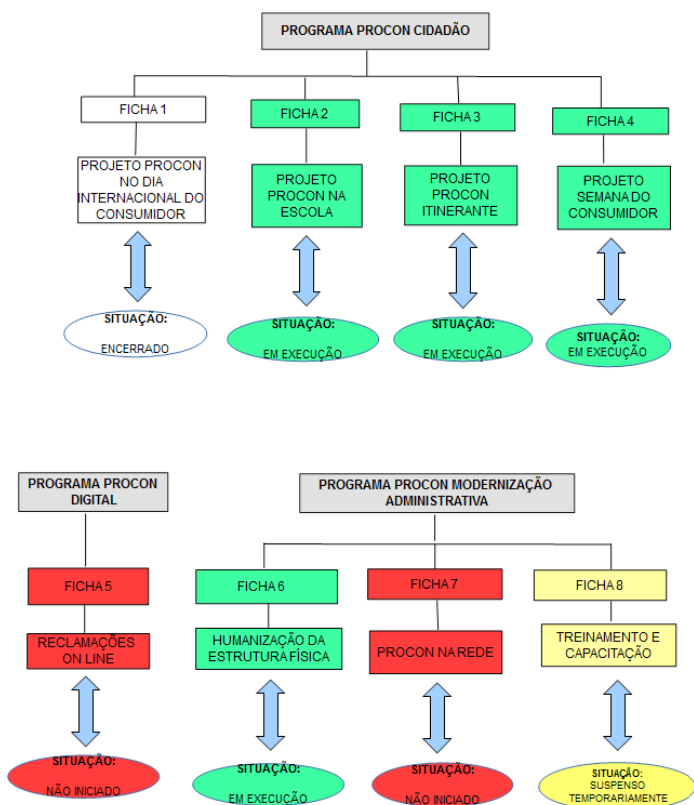 PROGRAMA PROCON CIDADÃO
FICHA 1
FICHA 2
FICHA 3
FICHA 4
PROJETO PROCON
NO DIA
INTERNACIONAL DO
CONSUMIDOR
PROJETO
PROCON NA
ESCOLA
PROJETO
PROCON
ITINERANTE
PROJETO
SEMANA DO
CONSUMIDOR
SITUAÇÃO:
ENCERRADO
SITUAÇÃO:
EM EXECUÇÃO
SITUAÇÃO:
EM EXECUÇÃO
SITUAÇÃO:
EM EXECUÇÃO
PROGRAMA PROCON
DIGITAL
PROGRAMA PROCON MODERNIZAÇÃO
ADMINISTRATIVA
FICHA 5
FICHA 6
FICHA 7
FICHA 8
RECLAMAÇÕES
ON LINE
HUMANIZAÇÃO DA
ESTRUTURA FÍSICA
PROCON NA REDE
TREINAMENTO E
CAPACITAÇÃO
SITUAÇÃO:
NÃO INICIADO
SITUAÇÃO:
EM EXECUÇÃO
SITUAÇÃO:
NÃO INICIADO
SITUAÇÃO:
SUSPENSO
TEMPORARIAMENTE